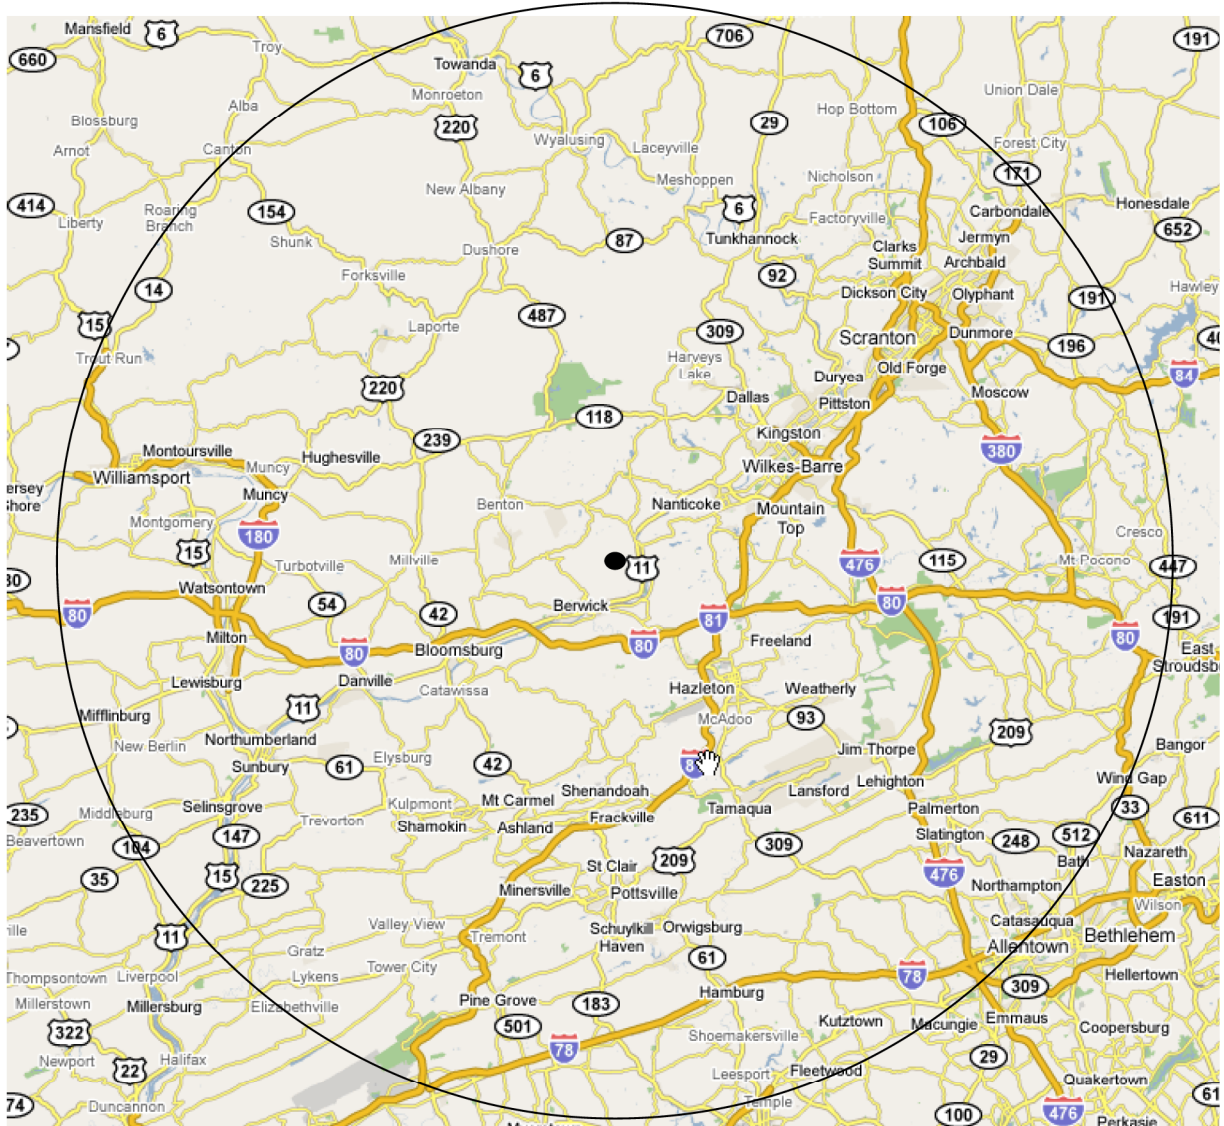 Mansfield
6
706
191
660
Troy
Towanda
6
Union Dale
Monroeton
Alba
Hop Bottom
Blossburg
220
29
106
Wyalusing
Forest City
Arnot
Canton
Laceyville
171
Meshoppen
Nicholson
New Albany
414
Roaring
Branch
154
6
Carbondale
Honesdale
Liberty
Factoryville
652
Shunk
87
Tunkhannock
Jermyn
Dushore
Clarks
Summit
Archbald
Forksville
92
14
Dickson City
Olyphant
191
Hawley
15
487
Laporte
309
Scranton
Dunmore
196
Trout Run
Harveys
Lake
Old Forge
84
220
Duryea
Dallas
Moscow
118
Pittston
239
Kingston
Montoursville
Hughesville
380
Muncy
Wilkes-Barre
Williamsport
Muncy
Benton
Nanticoke
Mountain
Top
Montgomery
180
Cresco
15
Turbotville
Millville
11
476
115
Mt Pocono
447
Watsontown
80
54
42
Berwick
81
80
191
Milton
80
Bloomsburg
80
Freeland
80
East
Lewisburg
Danville
Catawissa
Hazleton
Weatherly
Mifflinburg
11
McAdoo
93
209
New Berlin
Northumberland
Elysburg
Jim Thorpe
Bangor
Sunbury
61
42
Lehighton
Wind Gap
Shenandoah
Lansford
Selinsgrove
Kulpmont
Mt Carmel
Tamaqua
Palmerton
33
235
Middleburg
Trevorton
Shamokin
Ashland
Frackville
Slatington
611
Beavertown
104
147
309
248
512
Nazareth
St Clair
209
Bath
35
15
225
Minersville
Pottsville
476
Northampton
Easton
Wilson
Valley View
Schuylkill
Haven
Orwigsburg
Catasauqua
11
Tremont
Allentown
Bethlehem
Gratz
61
Thompsontown
Liverpool
Lykens
Tower City
78
309
Hellertown
Millerstown
Millersburg
Elizabethville
Pine Grove
183
Hamburg
Kutztown
Macungie
Emmaus
Coopersburg
322
501
Shoemakersville
Newport
Halifax
78
29
22
Leesport
Fleetwood
Quakertown
Duncannon
Temple
100
476
Perkasie